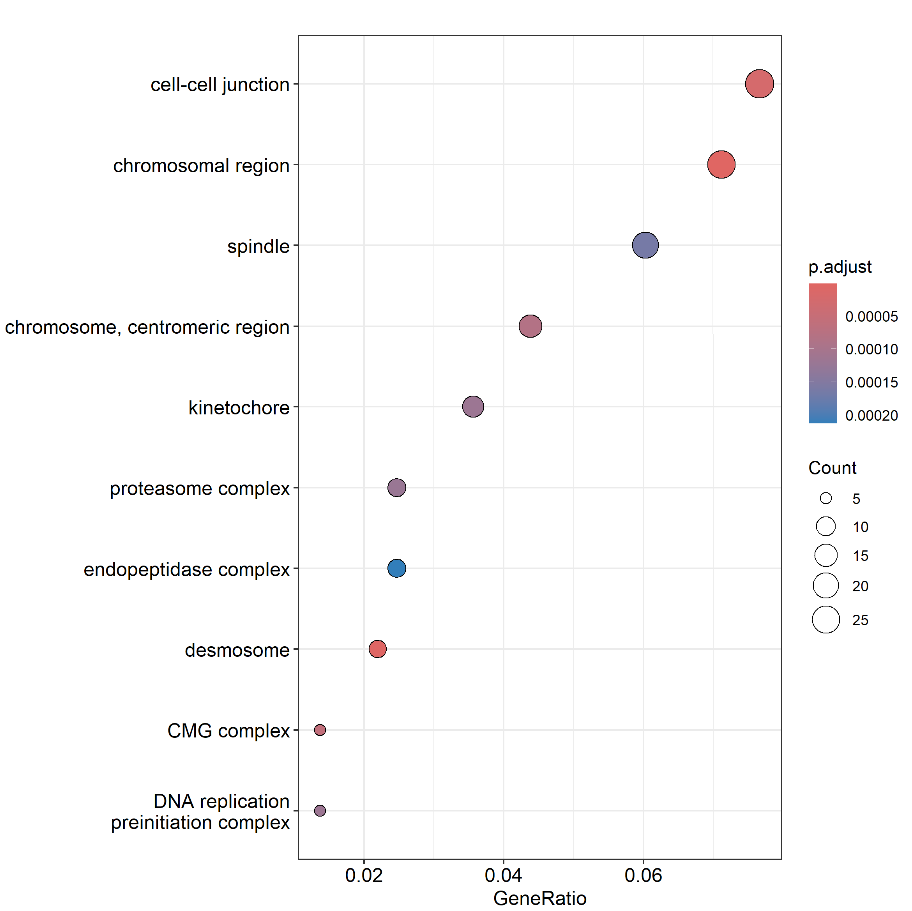 cell-cell junction
chromosomal region
spindle
chromosome, centromeric region
kinetochore
proteasome complex
endopeptidase complex
desmosome
CMG complex
DNA replication
preinitiation complex
0.02
0.04
0.06
GeneRatio
p.adjust
0.00005
0.00010
0.00015
0.00020
Count
5
10
15
20
25